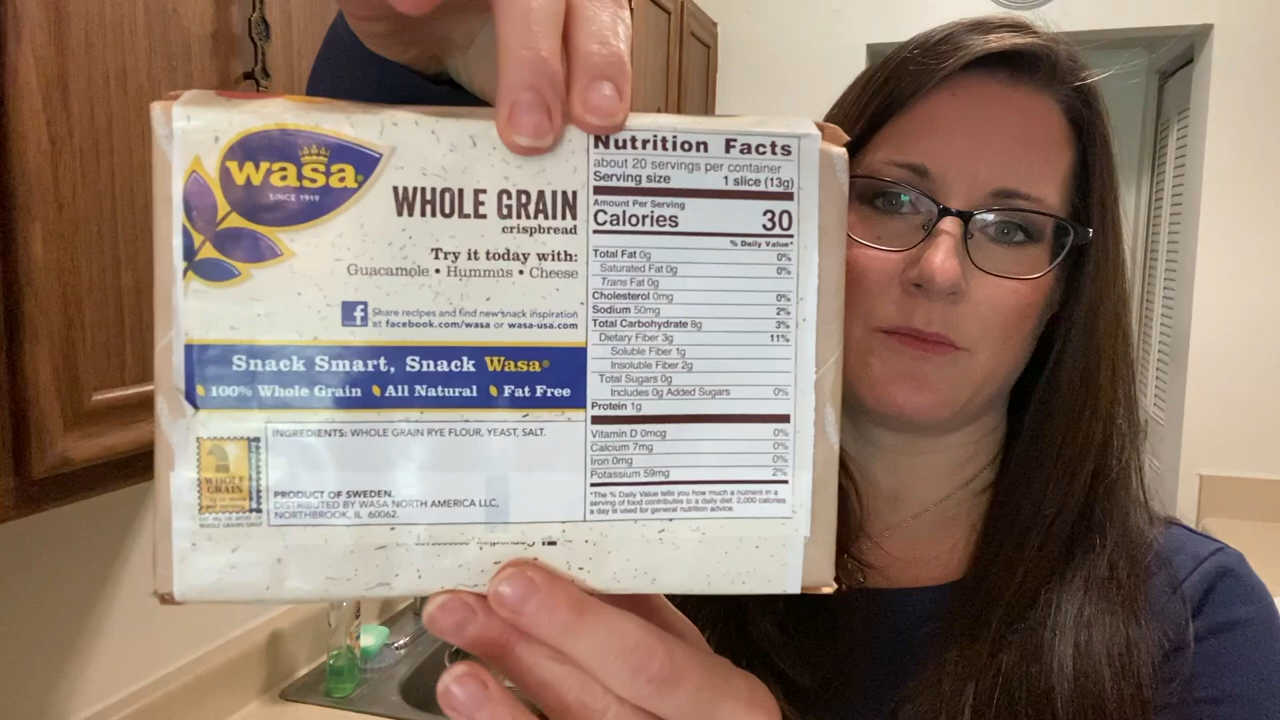 wasa®
SINCE 1919
WHOLE GRAIN
crispbread
Try it today with:
Guacamole • Hummus • Cheese
f Share recipes and find new snack inspiration
at facebook.com/wasa or wasa-usa.com
Snack Smart, Snack Wasa®
100% Whole Grain All Natural Fat Free
WHOLE
GRAIN
WHOLE GRAINS DAILY
INGREDIENTS: WHOLE GRAIN RYE FLOUR, YEAST, SALT.
PRODUCT OF SWEDEN.
DISTRIBUTED BY WASA NORTH AMERICA LLC,
NORTHBROOK, IL 60062.
Nutrition Facts
about 20 servings per container
Serving size 1 slice (13g)
Amount Per Serving
Calories 30
% Daily Value*
Total Fat 0g 0%
Saturated Fat 0g 0%
Trans Fat 0g
Cholesterol 0mg 0%
Sodium 50mg 2%
Total Carbohydrate 8g 3%
Dietary Fiber 3g 11%
Soluble Fiber 1g
Insoluble Fiber 2g
Total Sugars 0g
Includes 0g Added Sugars 0%
Protein 1g
Vitamin D 0mcg 0%
Calcium 7mg 0%
Iron 0mg 0%
Potassium 59mg 2%
*The % Daily Value tells you how much a nutrient in a
serving of food contributes to a daily diet. 2,000 calories
a day is used for general nutrition advice.